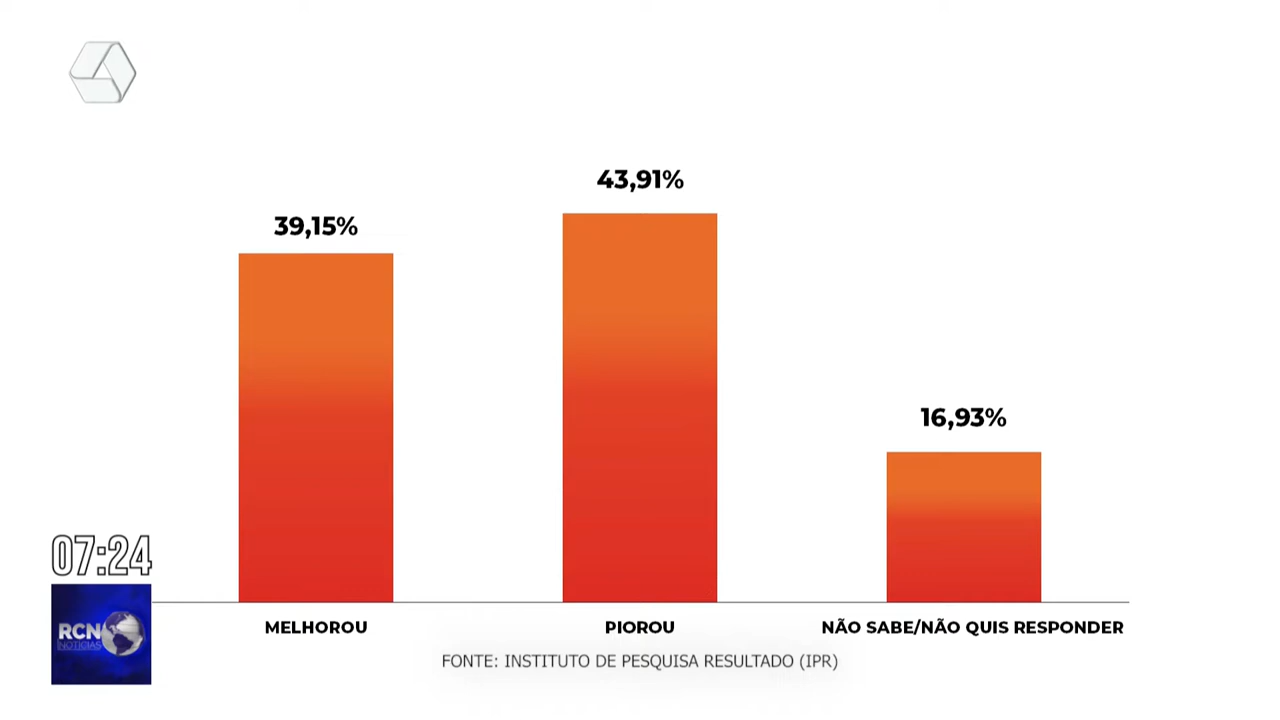 43,91%
39,15%
16,93%
07:24
RCN
NOTÍCIAS
MELHOROU
PIOROU
NÃO SABE/NÃO QUIS RESPONDER
FONTE: INSTITUTO DE PESQUISA RESULTADO (IPR)